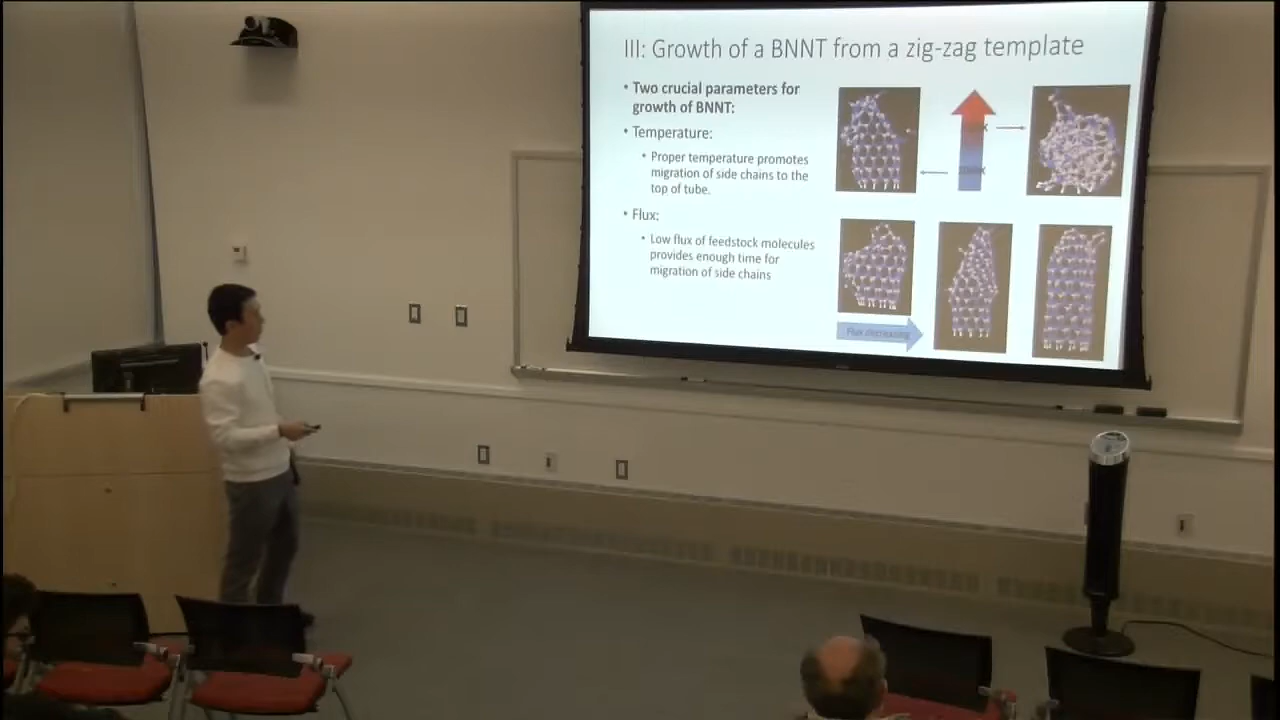 III: Growth of a BNNT from a zig-zag template
• Two crucial parameters for
growth of BNNT:
• Temperature:
• Proper temperature promotes
migration of side chains to the
top of tube.
• Flux:
• Low flux of feedstock molecules
provides enough time for
migration of side chains
Flux decreasing